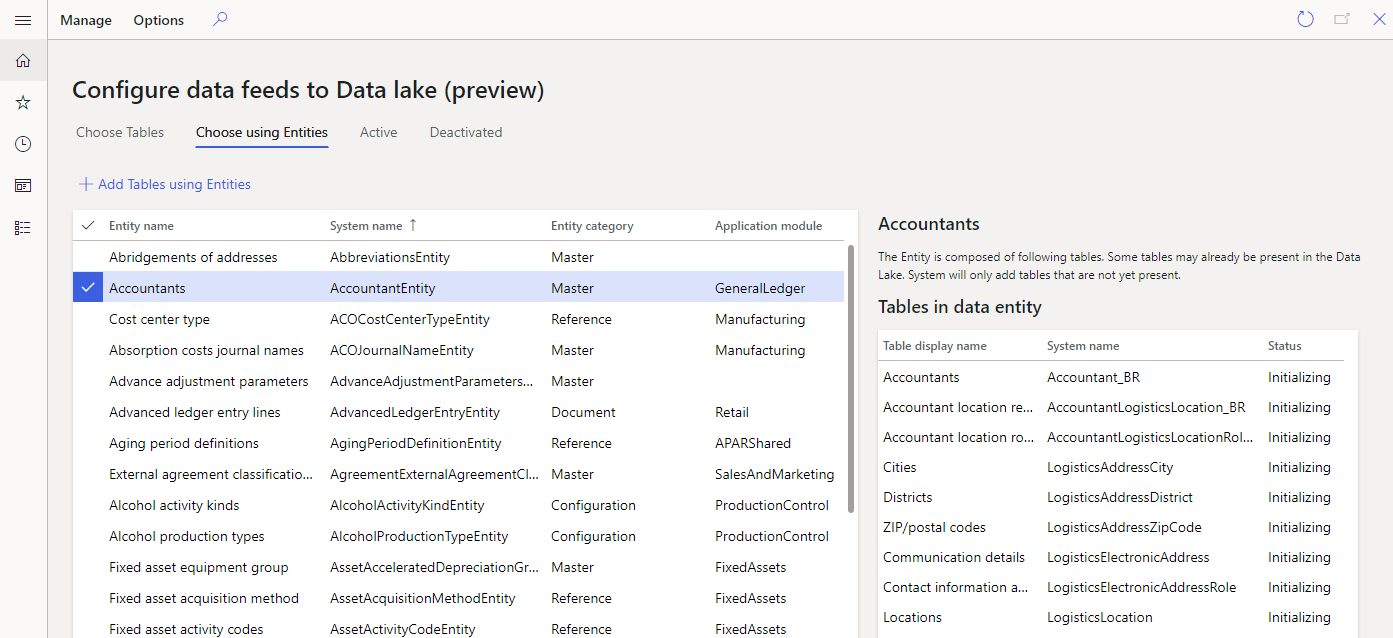 Manage Options
Configure data feeds to Data lake (preview)
Choose Tables Choose using Entities Active Deactivated
Add Tables using Entities
Entity name System name Entity category Application module
Abridgements of addresses AbbreviationsEntity Master
Accountants AccountantEntity Master GeneralLedger
Cost center type ACOCostCenterTypeEntity Reference Manufacturing
Absorption costs journal names ACOJournalNameEntity Master Manufacturing
Advance adjustment parameters AdvanceAdjustmentParameters... Master
Advanced ledger entry lines AdvancedLedgerEntryEntity Document Retail
Aging period definitions AgingPeriodDefinitionEntity Reference APARShared
External agreement classificatio... AgreementExternalAgreementCl... Master SalesAndMarketing
Alcohol activity kinds AlcoholActivityKindEntity Configuration ProductionControl
Alcohol production types AlcoholProductionTypeEntity Configuration ProductionControl
Fixed asset equipment group AssetAcceleratedDepreciationGr... Master FixedAssets
Fixed asset acquisition method AssetAcquisitionMethodEntity Reference FixedAssets
Fixed asset activity codes AssetActivityCodeEntity Reference FixedAssets
Accountants
The Entity is composed of following tables. Some tables may already be present in the Data
Lake. System will only add tables that are not yet present.
Tables in data entity
Table display name System name Status
Accountants Accountant_BR Initializing
Accountant location re... AccountantLogisticsLocation_BR Initializing
Accountant location ro... AccountantLogisticsLocationRol... Initializing
Cities LogisticsAddressCity Initializing
Districts LogisticsAddressDistrict Initializing
ZIP/postal codes LogisticsAddressZipCode Initializing
Communication details LogisticsElectronicAddress Initializing
Contact information a... LogisticsElectronicAddressRole Initializing
Locations LogisticsLocation Initializing